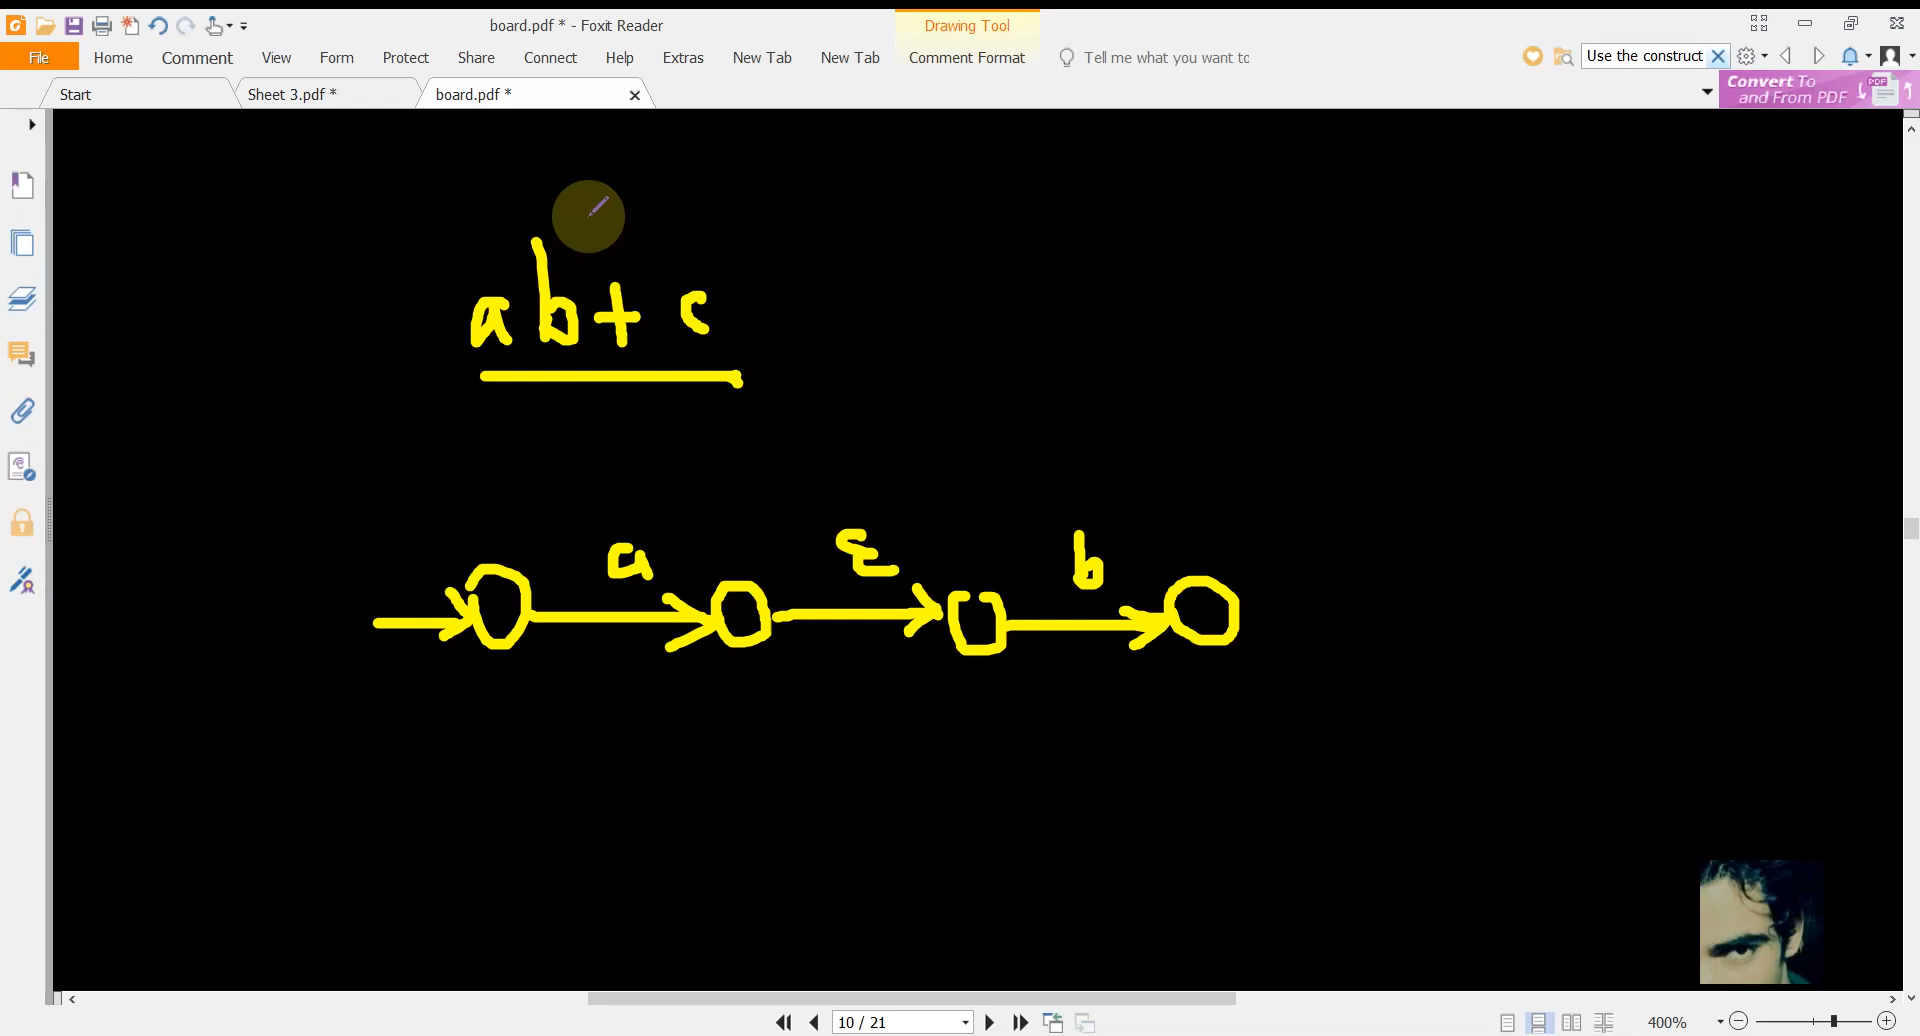 board.pdf * - Foxit Reader
Drawing Tool
File Home Comment View Form Protect Share Connect Help Extras New Tab New Tab Comment Format Tell me what you want to
Use the construct
Start Sheet 3.pdf * board.pdf *
Convert To
and From PDF
PDF
ab+c
a ε b
10 / 21
400%